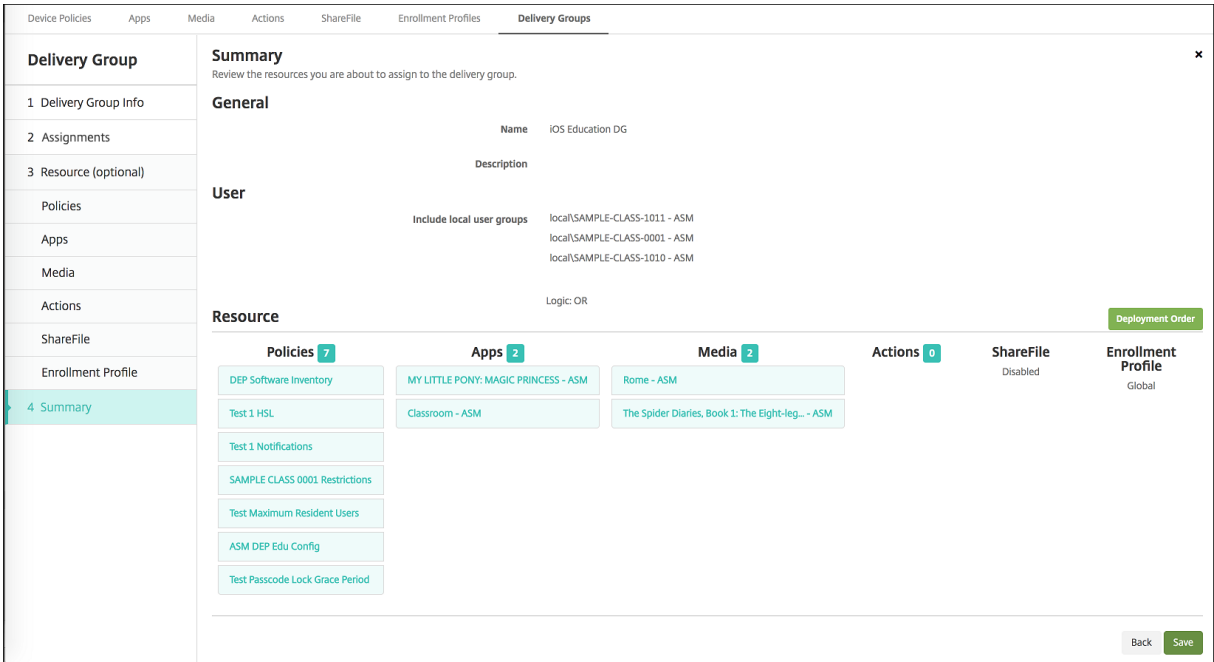 Device Policies Apps Media Actions ShareFile Enrollment Profiles Delivery Groups
Delivery Group
1 Delivery Group Info
2 Assignments
3 Resource (optional)
Policies
Apps
Media
Actions
ShareFile
Enrollment Profile
4 Summary
Summary
Review the resources you are about to assign to the delivery group.
General
Name iOS Education DG
Description
User
Include local user groups local\SAMPLE-CLASS-1011 - ASM
local\SAMPLE-CLASS-0001 - ASM
local\SAMPLE-CLASS-1010 - ASM
Logic: OR
Resource
Deployment Order
Policies 7
DEP Software Inventory
Test 1 HSL
Test 1 Notifications
SAMPLE CLASS 0001 Restrictions
Test Maximum Resident Users
ASM DEP Edu Config
Test Passcode Lock Grace Period
Apps 2
MY LITTLE PONY: MAGIC PRINCESS - ASM
Classroom - ASM
Media 2
Rome - ASM
The Spider Diaries, Book 1: The Eight-leg... - ASM
Actions 0
ShareFile
Disabled
Enrollment
Profile
Global
Back Save